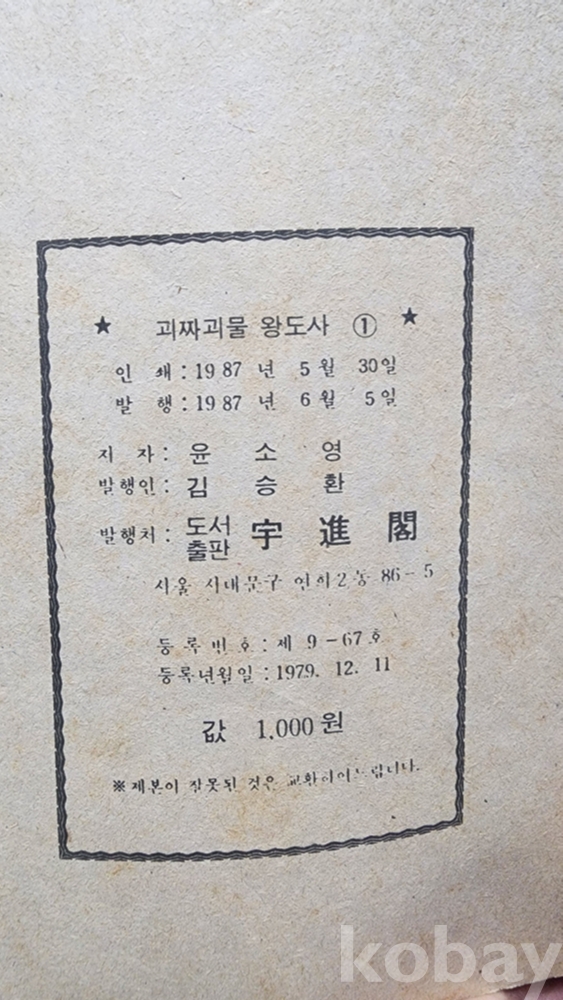 ★ 괴짜괴물 왕도사 ① ★
인 쇄 : 1987 년 5 월 30일
발 행 : 1987 년 6 월 5일
지 자 : 윤 소 영
발행인 : 김 승 환
발행처 : 도서출판 宇 進 閣
서울 서대문구 연희2동 86-5
등록번호 : 제 9-67호
등록년월일 : 1979. 12. 11
값 1.000원
※제본이 잘못된 것은 교환하여드립니다.
kobay